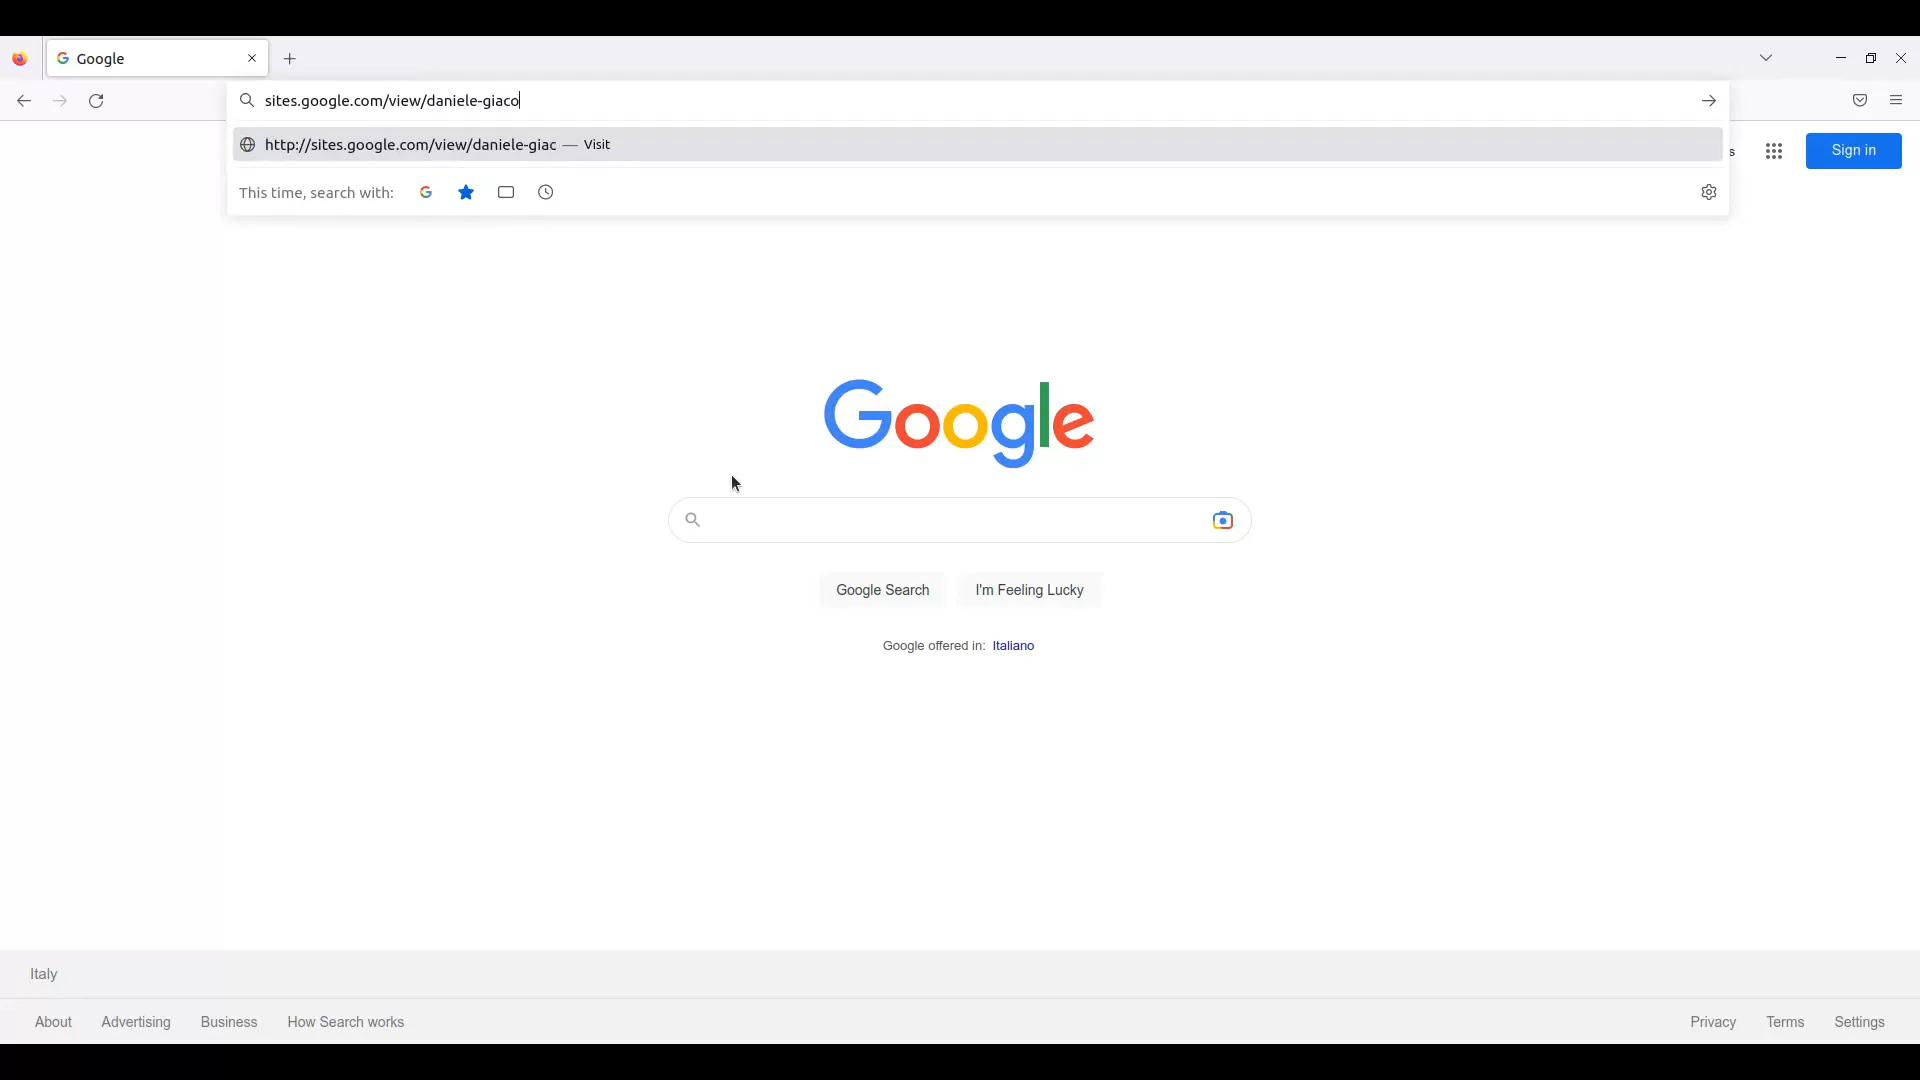 Google
sites.google.com/view/daniele-giaco
http://sites.google.com/view/daniele-giac — Visit
s
Sign in
This time, search with:
Google
Google Search
I'm Feeling Lucky
Google offered in: Italiano
Italy
About
Advertising
Business
How Search works
Privacy
Terms
Settings